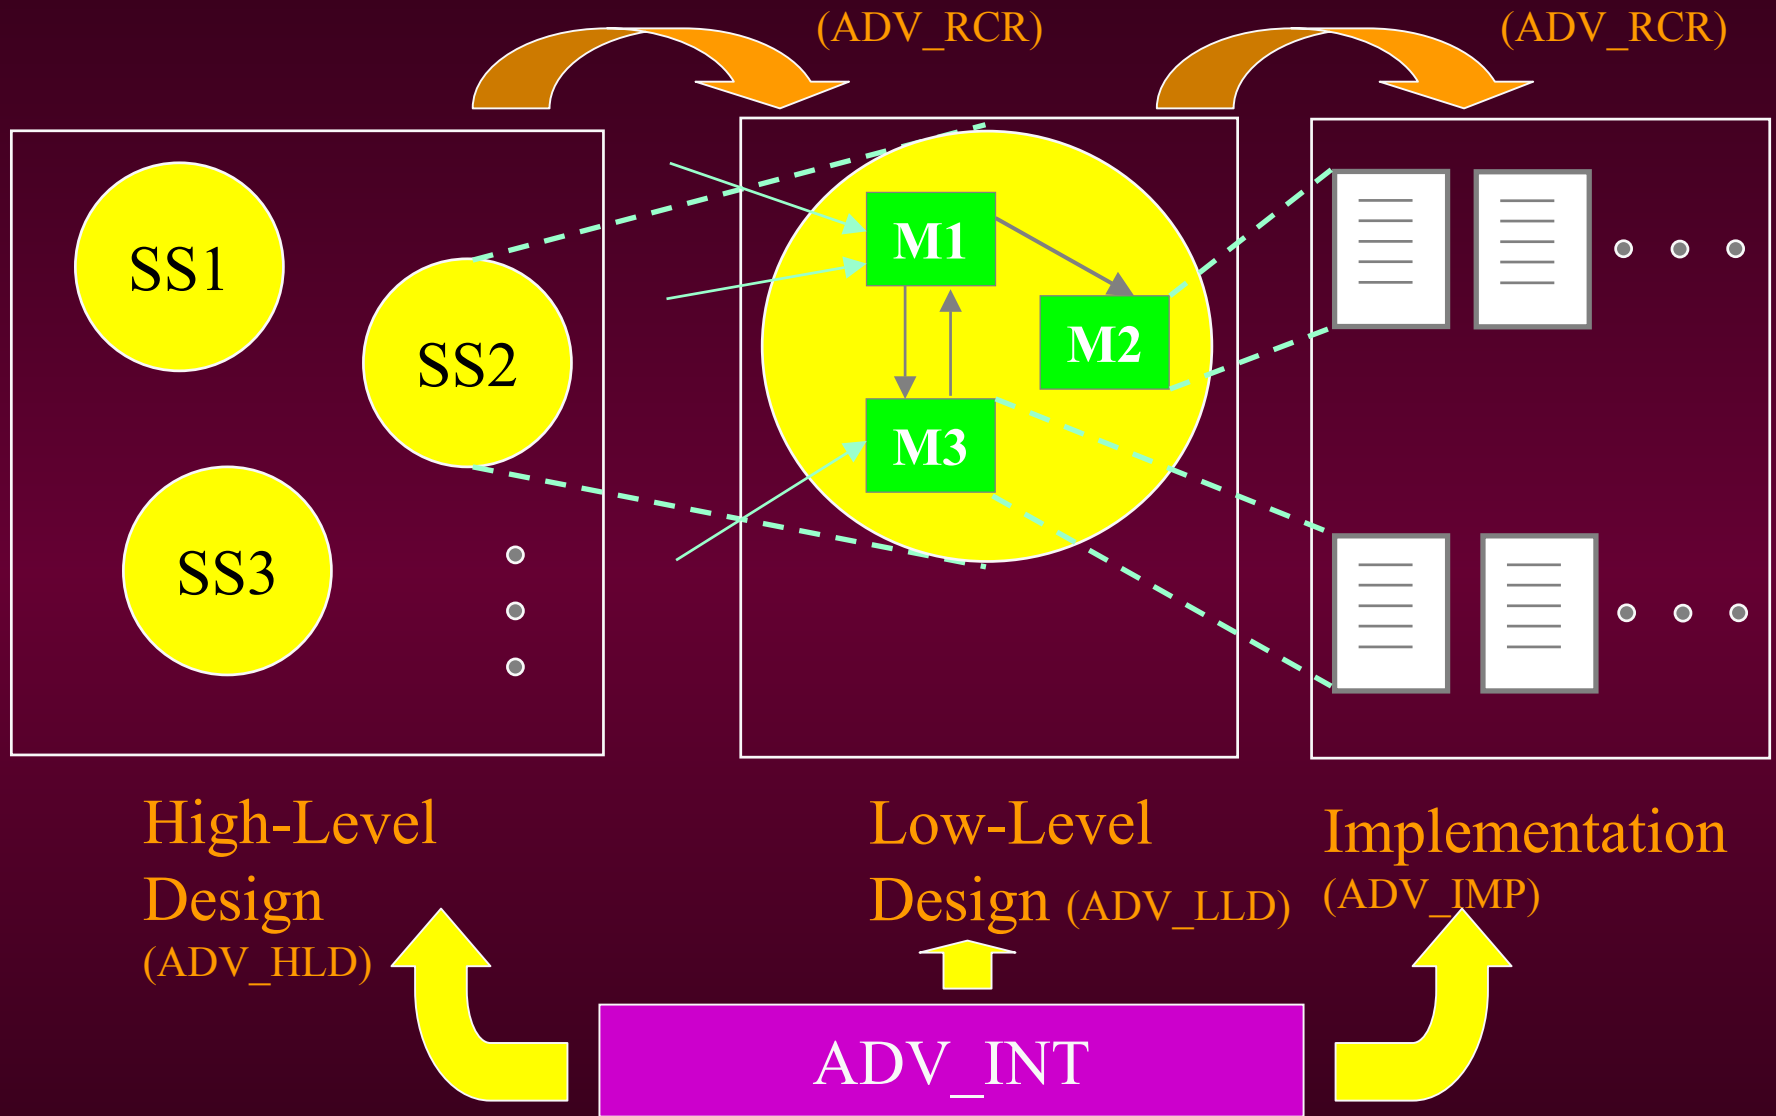 (ADV_RCR)
(ADV_RCR)
SS1
SS2
SS3
M1
M2
M3
High-Level
Design
(ADV_HLD)
Low-Level
Design (ADV_LLD)
Implementation
(ADV_IMP)
ADV_INT